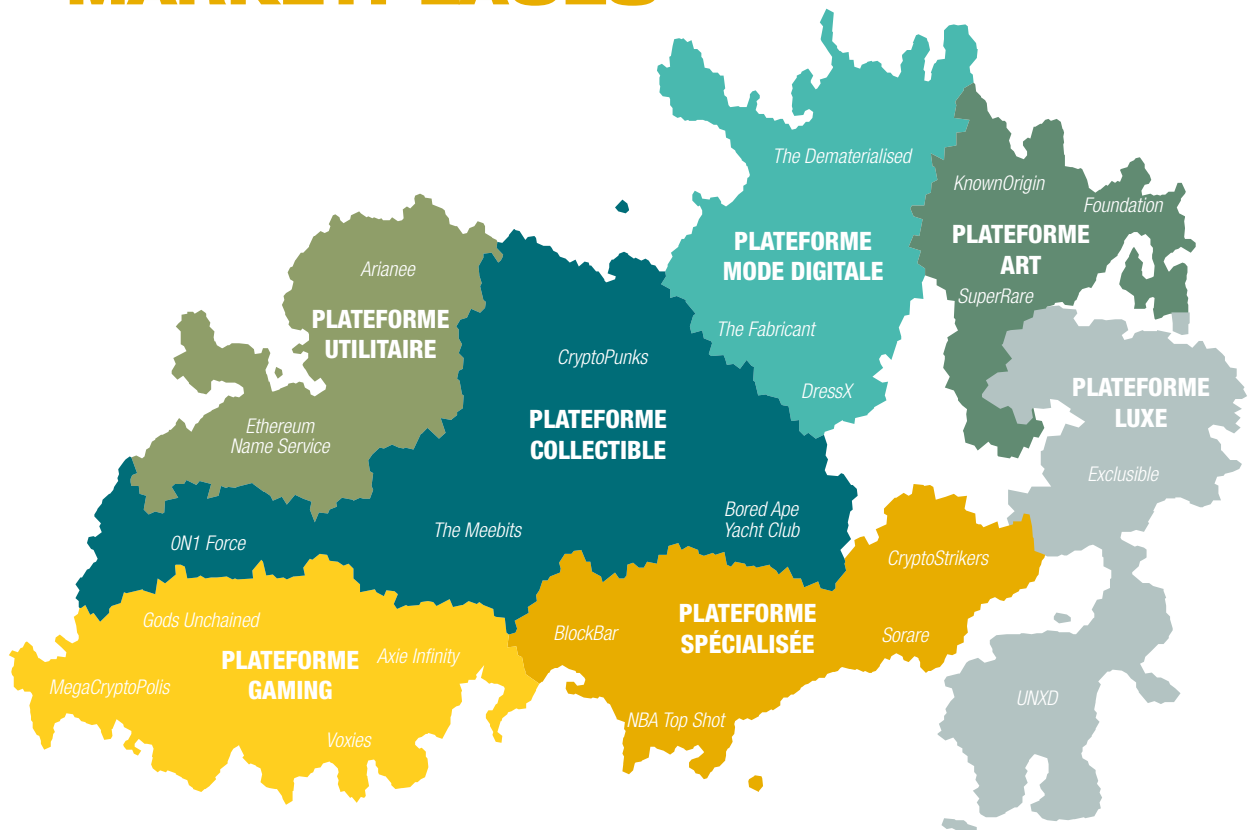 MARKETPLACES
The Dematerialised
KnownOrigin
Foundation
PLATEFORME
MODE DIGITALE
PLATEFORME
ART
SuperRare
Arianee
PLATEFORME
UTILITAIRE
The Fabricant
CryptoPunks
DressX
PLATEFORME
LUXE
PLATEFORME
COLLECTIBLE
Ethereum
Name Service
Exclusible
0N1 Force
The Meebits
Bored Ape
Yacht Club
CryptoStrikers
Gods Unchained
BlockBar
PLATEFORME
SPÉCIALISÉE
Sorare
PLATEFORME
GAMING
Axie Infinity
MegaCryptoPolis
UNXD
NBA Top Shot
Voxies